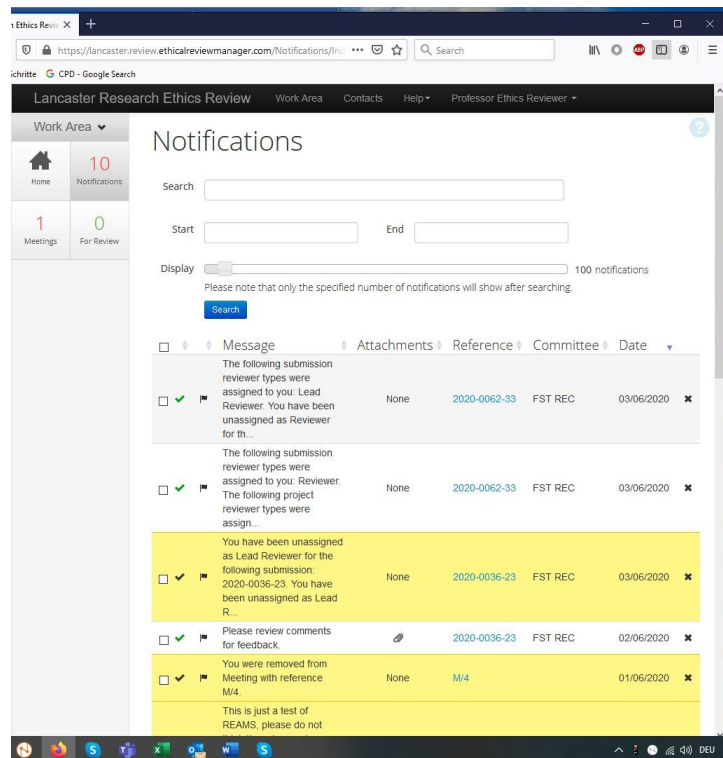 n Ethics Revie
https://lancaster.review.ethicalreviewmanager.com/Notifications/Inc
Search
ABP
schritte CPD - Google Search
Lancaster Research Ethics Review Work Area Contacts Help Professor Ethics Reviewer
Work Area
Home
10
Notifications
1
Meetings
0
For Review
?
Notifications
Search
Start End
Display 100 notifications
Please note that only the specified number of notifications will show after searching.
Search
Message Attachments Reference Committee Date
The following submission
reviewer types were
assigned to you: Lead
Reviewer. You have been
unassigned as Reviewer
for th...
None 2020-0062-33 FST REC 03/06/2020
The following submission
reviewer types were
assigned to you: Reviewer.
The following project
reviewer types were
assign...
None 2020-0062-33 FST REC 03/06/2020
You have been unassigned
as Lead Reviewer for the
following submission:
2020-0036-23. You have
been unassigned as Lead
R...
None 2020-0036-23 FST REC 03/06/2020
Please review comments
for feedback.
2020-0036-23 FST REC 02/06/2020
You were removed from
Meeting with reference
M/4.
None M/4 01/06/2020
This is just a test of
REAMS, please do not
DEU